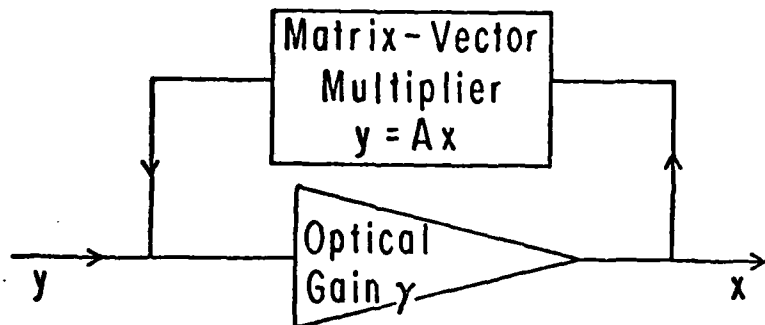 Matrix-Vector
Multiplier
y = Ax
Optical
Gain γ
y
x